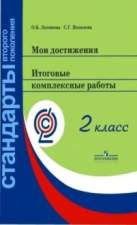 стандарты
второго
поколения
О.Б. Логинова
С.Г. Яковлева
Мои достижения
Итоговые
комплексные работы
2 класс